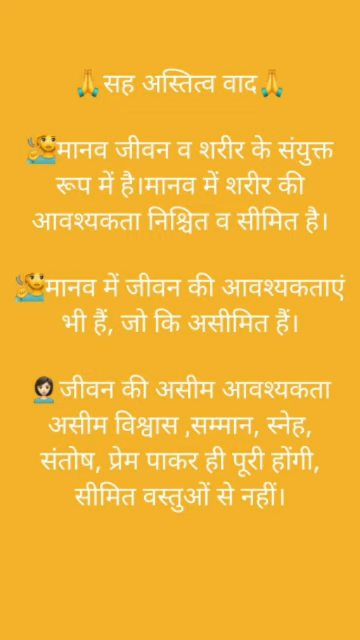 🙏सह अस्तित्व वाद🙏
🧏मानव जीवन व शरीर के संयुक्त
रूप में है।मानव में शरीर की
आवश्यकता निश्चित व सीमित है।
🧏मानव में जीवन की आवश्यकताएं
भी हैं, जो कि असीमित हैं।
💁🏻‍♀️जीवन की असीम आवश्यकता
असीम विश्वास ,सम्मान, स्नेह,
संतोष, प्रेम पाकर ही पूरी होंगी,
सीमित वस्तुओं से नहीं।